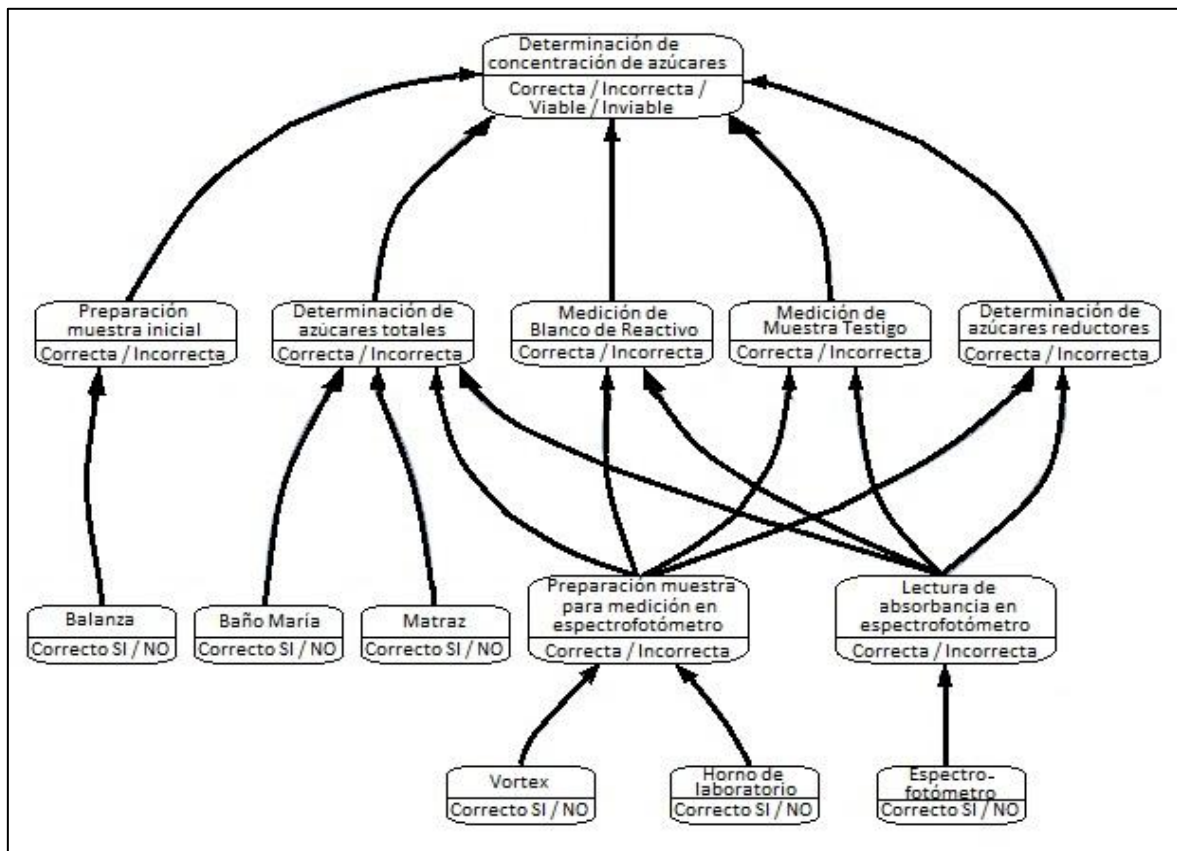 Determinación de
concentración de azúcares
Correcta / Incorrecta /
Viable / Inviable
Preparación
muestra inicial
Correcta / Incorrecta
Determinación de
azúcares totales
Correcta / Incorrecta
Medición de
Blanco de Reactivo
Correcta / Incorrecta
Medición de
Muestra Testigo
Correcta / Incorrecta
Determinación de
azúcares reductores
Correcta / Incorrecta
Balanza
Correcto SI / NO
Baño María
Correcto SI / NO
Matraz
Correcto SI / NO
Preparación muestra
para medición en
espectrofotómetro
Correcta / Incorrecta
Lectura de
absorbancia en
espectrofotómetro
Correcta / Incorrecta
Vortex
Correcto SI / NO
Horno de
laboratorio
Correcto SI / NO
Espectro-
fotómetro
Correcto SI / NO